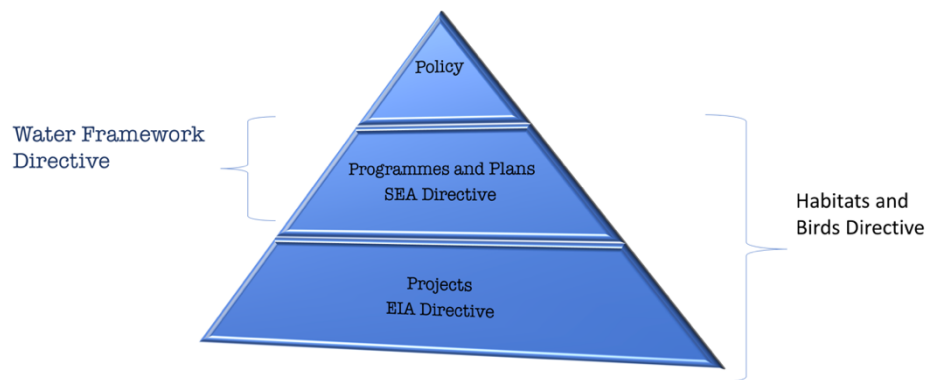 Policy
Water Framework
Directive
Programmes and Plans
SEA Directive
Habitats and
Birds Directive
Projects
EIA Directive